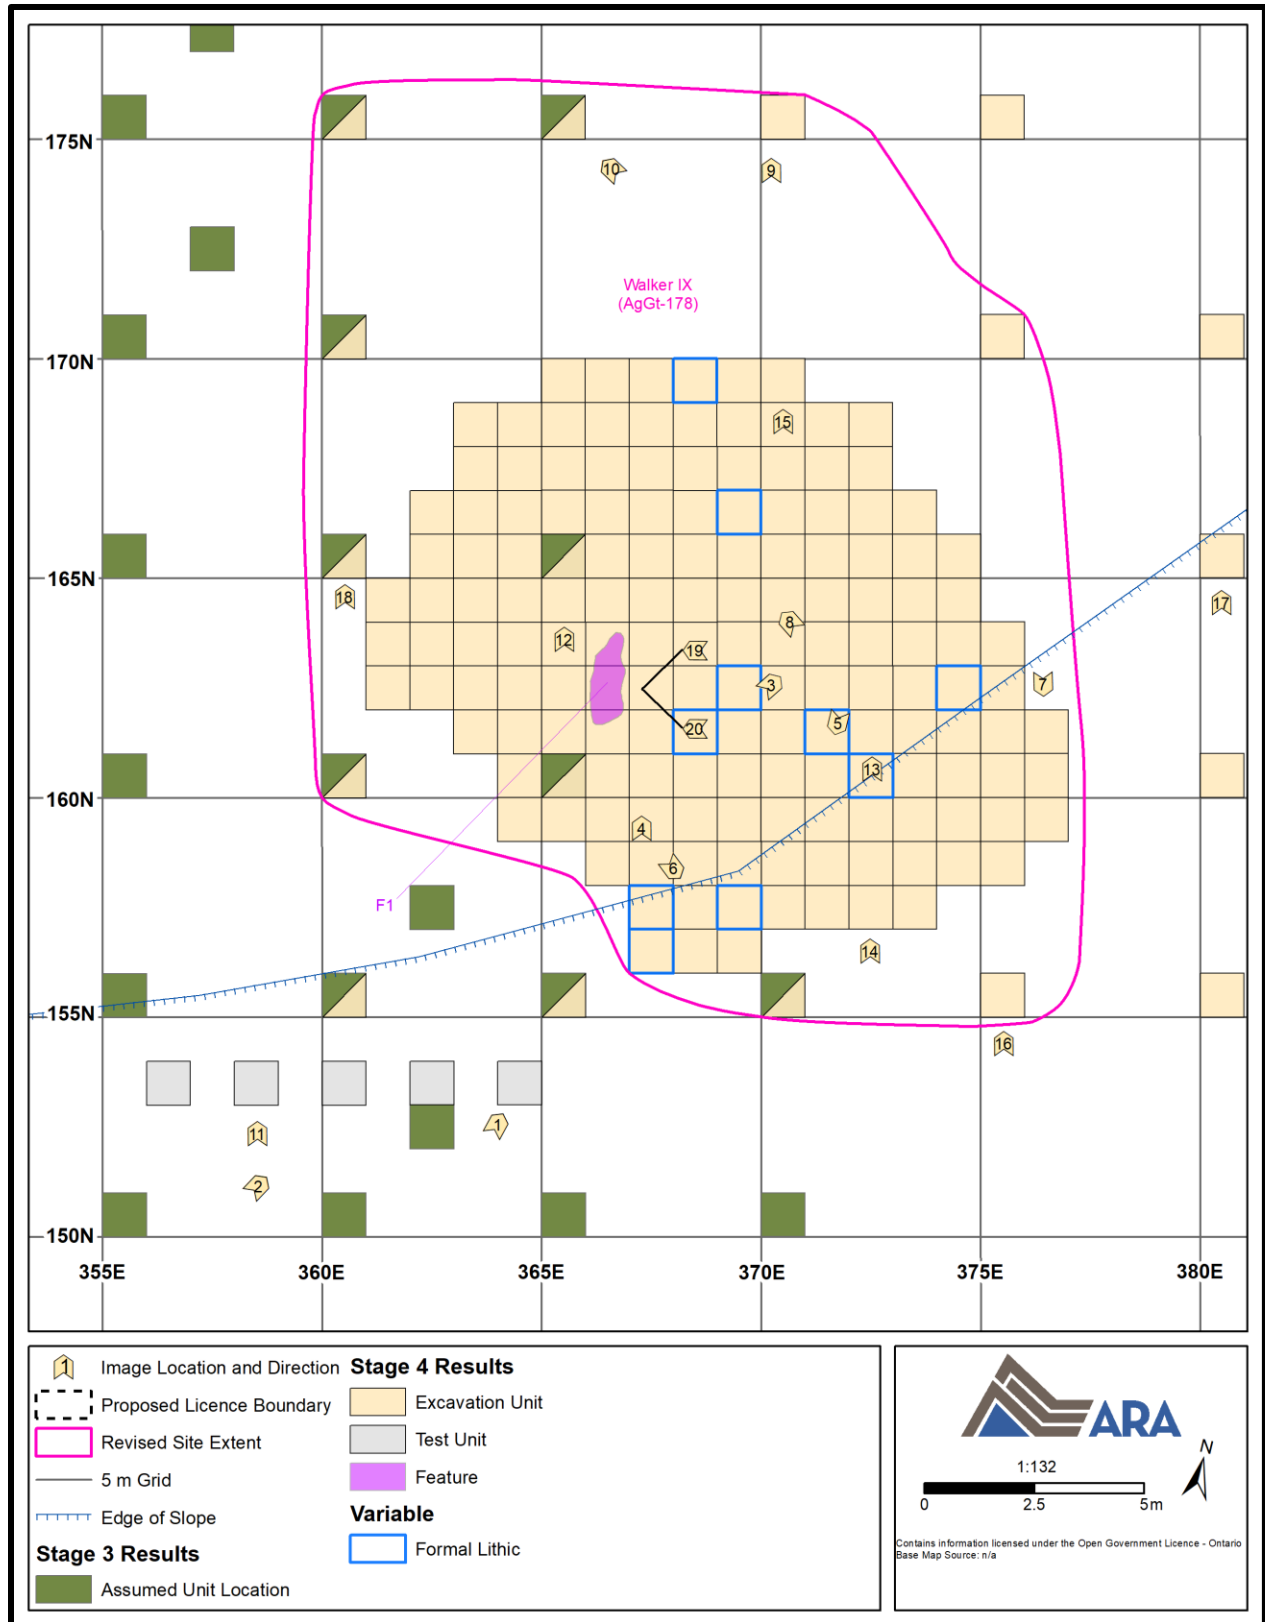 175N
10
9
Walker IX
(AgGt-178)
170N
15
165N
18
17
12
8
19
3
7
20
5
13
160N
4
6
F1
14
155N
16
11
1
2
150N
355E
360E
365E
370E
375E
380E
1
Image Location and Direction
Proposed Licence Boundary
Revised Site Extent
5 m Grid
Edge of Slope
Stage 3 Results
Assumed Unit Location
Stage 4 Results
Excavation Unit
Test Unit
Feature
Variable
Formal Lithic
ARA
N
1:132
0 2.5 5m
Contains information licensed under the Open Government Licence - Ontario
Base Map Source: n/a